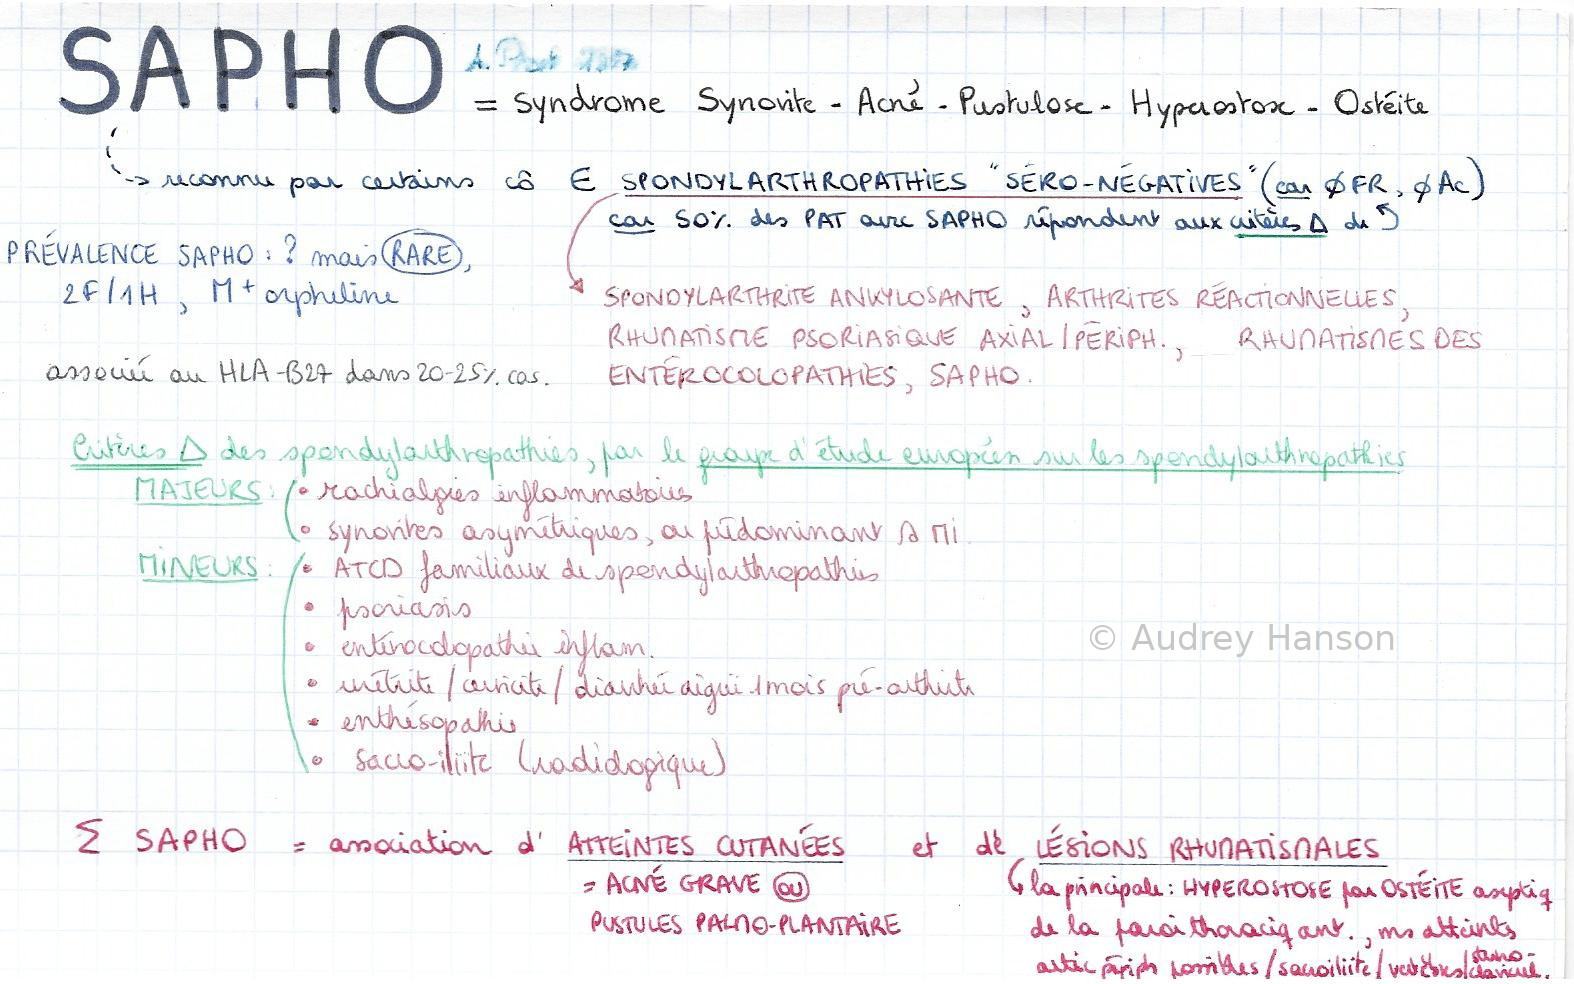 SAPHO
= syndrome Synovite - Acné - Pustulose - Hyperostose - Ostéite
-> reconnu par certains cô ∈ SPONDYLARTHROPATHIES "SÉRO-NÉGATIVES" (car ∅ FR, ∅ Ac)
car 50% des PAT avec SAPHO répondent aux critères Δ de
PRÉVALENCE SAPHO : ? mais RARE,
2F/1H, M+ orpheline
SPONDYLARTHRITE ANKYLOSANTE, ARTHRITES RÉACTIONNELLES,
RHUMATISME PSORIASIQUE AXIAL/PÉRIPH., RHUMATISMES DES
ENTÉROCOLOPATHIES, SAPHO.
associé au HLA-B27 dans 20-25% cas.
Critères Δ des spondylarthropathies, par le groupe d'étude européen sur les spondylarthropathies
MAJEURS : • rachialgies inflammatoires
• synovites asymétriques, ou prédominant à MI.
MINEURS : • ATCD familiaux de spondylarthropathies
• psoriasis
• entérocolopathie inflam.
• urétrite / cervicite / diarrhée aiguë 1 mois pré-arthrite
• enthésopathie
• sacro-iliite (radiologique)
Σ SAPHO = association d' ATTEINTES CUTANÉES et de LÉSIONS RHUMATISMALES
= ACNÉ GRAVE OU
PUSTULES PALMO-PLANTAIRE
la principale : HYPEROSTOSE par OSTÉITE aseptiq
de la paroi thoraciq ant., ms atteintes
périph possibles / sacroiliite / vertèbres /
© Audrey Hanson